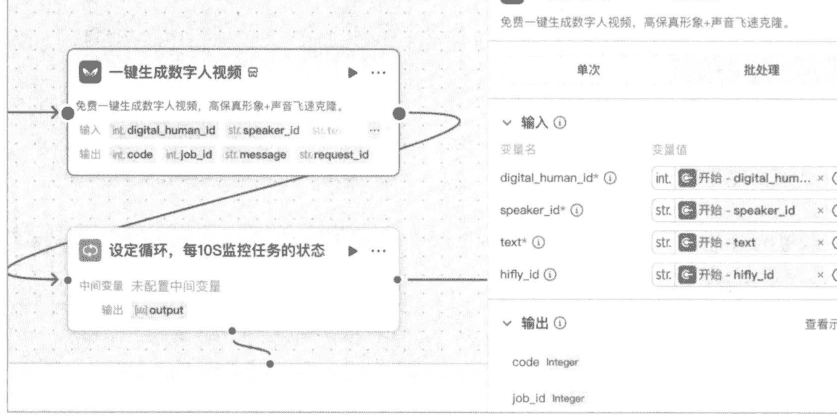 一键生成数字人视频
免费一键生成数字人视频，高保真形象+声音飞速克隆。
输入 int. digital_human_id str. speaker_id str. ...
输出 int. code int. job_id str. message str. request_id
设定循环，每10S监控任务的状态
中间变量 未配置中间变量
输出 output
免费一键生成数字人视频，高保真形象+声音飞速克隆。
单次 批处理
输入
变量名 变量值
digital_human_id* int. 开始 - digital_hum... ×
speaker_id* str. 开始 - speaker_id ×
text* str. 开始 - text ×
hifly_id str. 开始 - hifly_id ×
输出 查看示
code Integer
job_id Integer